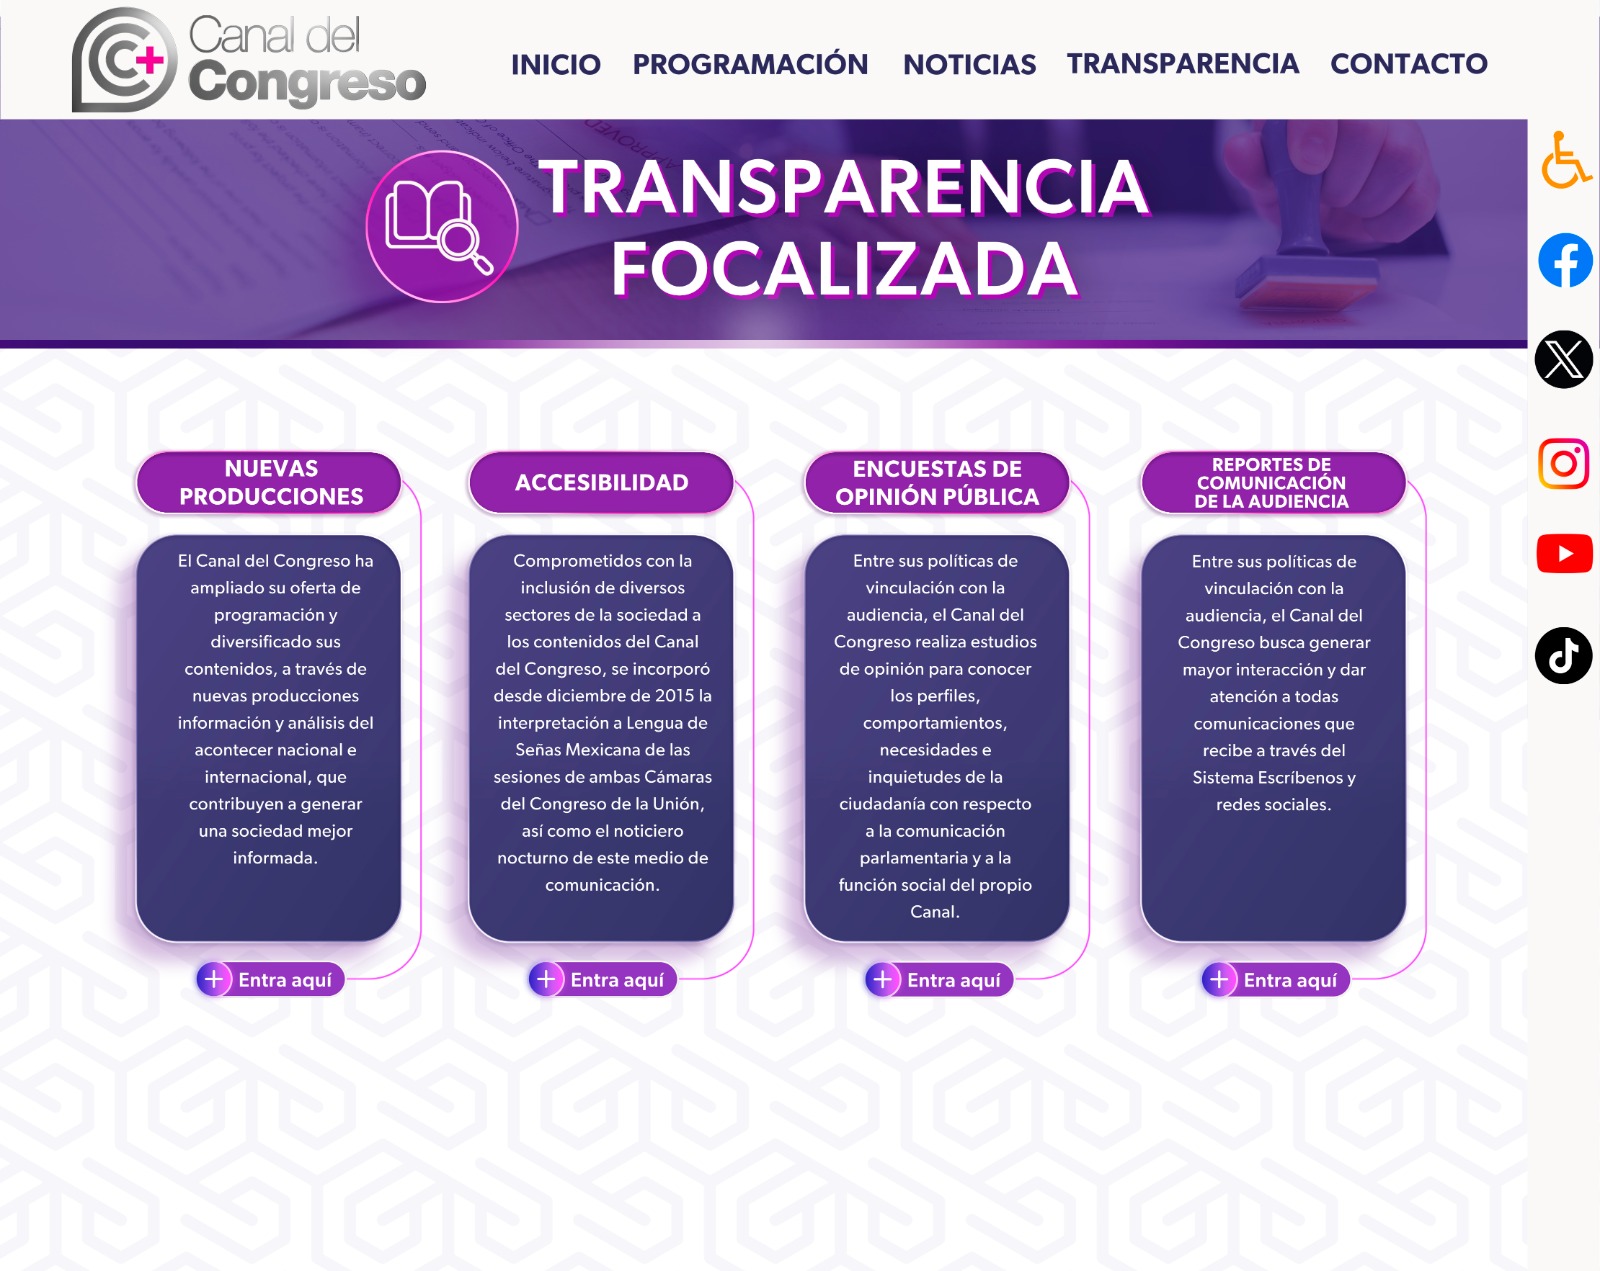 Canal del
Congreso
INICIO
PROGRAMACIÓN
NOTICIAS
TRANSPARENCIA
CONTACTO
APPROVED
TRANSPARENCIA
FOCALIZADA
NUEVAS
PRODUCCIONES
El Canal del Congreso ha
ampliado su oferta de
programación y
diversificado sus
contenidos, a través de
nuevas producciones
información y análisis del
acontecer nacional e
internacional, que
contribuyen a generar
una sociedad mejor
informada.
Entra aquí
ACCESIBILIDAD
Comprometidos con la
inclusión de diversos
sectores de la sociedad a
los contenidos del Canal
del Congreso, se incorporó
desde diciembre de 2015 la
interpretación a Lengua de
Señas Mexicana de las
sesiones de ambas Cámaras
del Congreso de la Unión,
así como el noticiero
nocturno de este medio de
comunicación.
Entra aquí
ENCUESTAS DE
OPINIÓN PÚBLICA
Entre sus políticas de
vinculación con la
audiencia, el Canal del
Congreso realiza estudios
de opinión para conocer
los perfiles,
comportamientos,
necesidades e
inquietudes de la
ciudadanía con respecto
a la comunicación
parlamentaria y a la
función social del propio
Canal.
Entra aquí
REPORTES DE
COMUNICACIÓN
DE LA AUDIENCIA
Entre sus políticas de
vinculación con la
audiencia, el Canal del
Congreso busca generar
mayor interacción y dar
atención a todas
comunicaciones que
recibe a través del
Sistema Escríbenos y
redes sociales.
Entra aquí